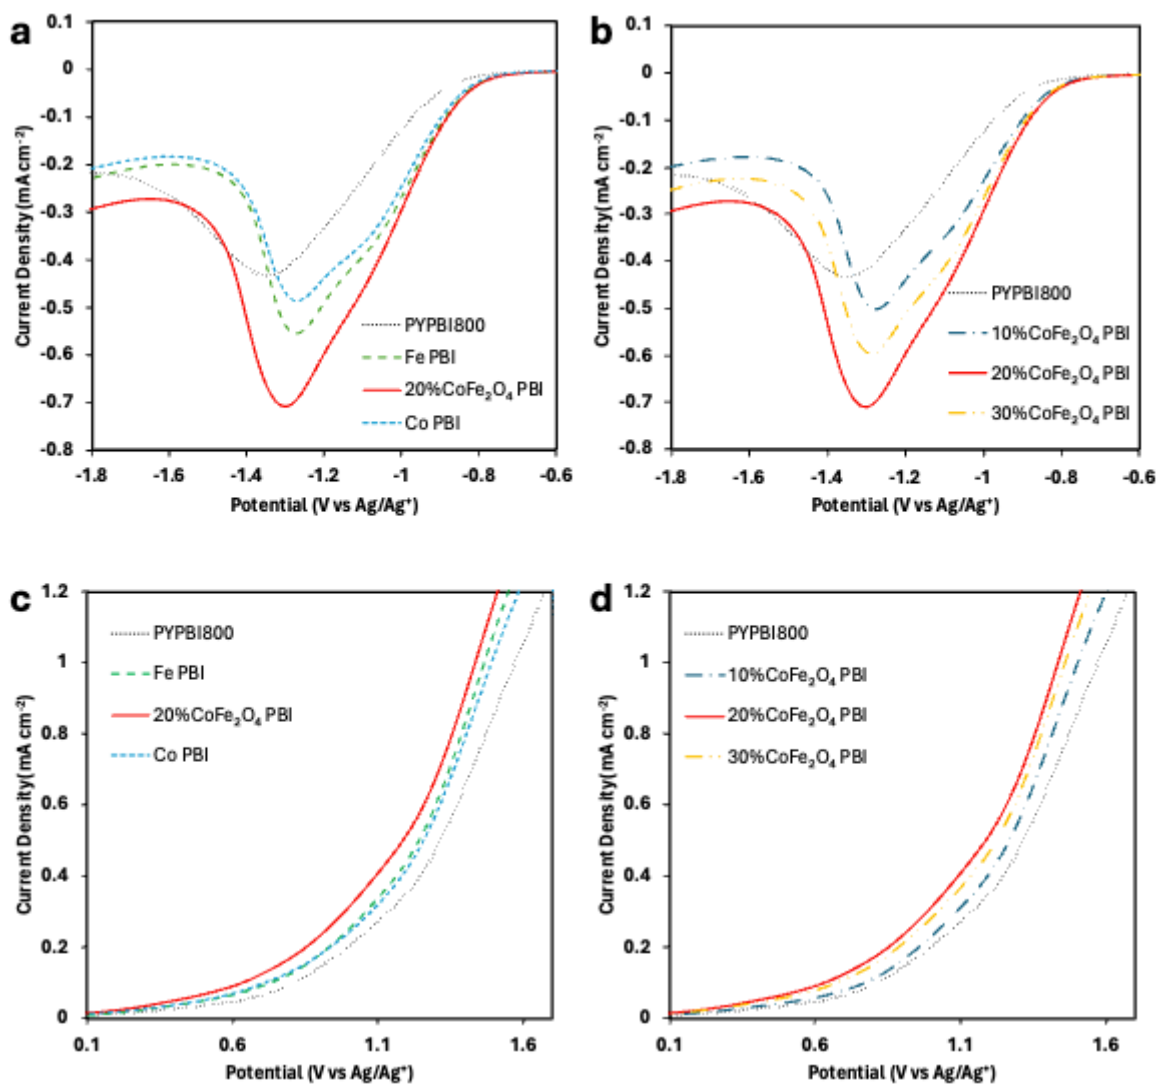 a
0.1
0
-0.1
-0.2
-0.3
-0.4
-0.5
-0.6
-0.7
-0.8
Current Density (mA cm⁻²)
PYPBI800
Fe PBI
20%CoFe₂O₄ PBI
Co PBI
-1.8 -1.6 -1.4 -1.2 -1 -0.8 -0.6
Potential (V vs Ag/Ag⁺)
b
0.1
0
-0.1
-0.2
-0.3
-0.4
-0.5
-0.6
-0.7
-0.8
Current Density (mA cm⁻²)
PYPBI800
10%CoFe₂O₄ PBI
20%CoFe₂O₄ PBI
30%CoFe₂O₄ PBI
-1.8 -1.6 -1.4 -1.2 -1 -0.8 -0.6
Potential (V vs Ag/Ag⁺)
c
1.2
1
0.8
0.6
0.4
0.2
0
Current Density (mA cm⁻²)
PYPBI800
Fe PBI
20%CoFe₂O₄ PBI
Co PBI
0.1 0.6 1.1 1.6
Potential (V vs Ag/Ag⁺)
d
1.2
1
0.8
0.6
0.4
0.2
0
Current Density (mA cm⁻²)
PYPBI800
10%CoFe₂O₄ PBI
20%CoFe₂O₄ PBI
30%CoFe₂O₄ PBI
0.1 0.6 1.1 1.6
Potential (V vs Ag/Ag⁺)